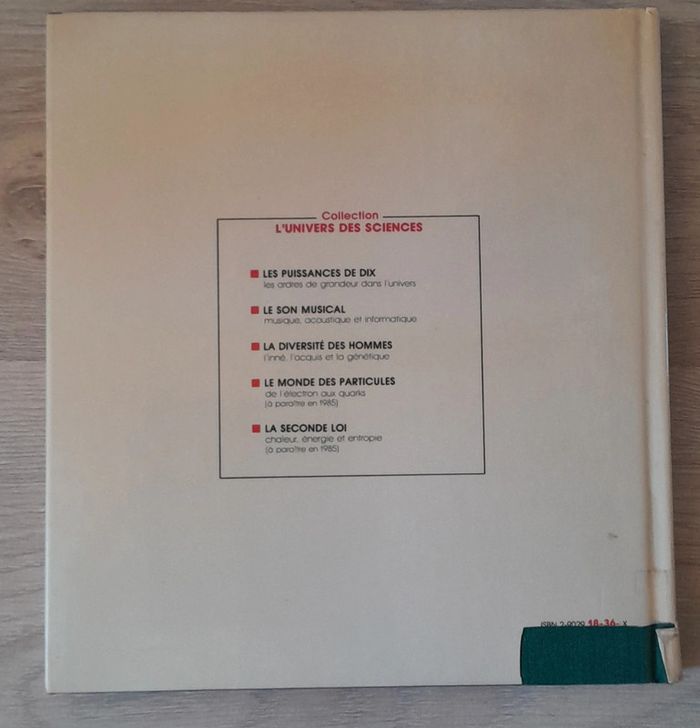 Collection
L'UNIVERS DES SCIENCES
LES PUISSANCES DE DIX
les ordres de grandeur dans l'univers
LE SON MUSICAL
musique, acoustique et informatique
LA DIVERSITÉ DES HOMMES
l'inné, l'acquis et la génétique
LE MONDE DES PARTICULES
de l'électron aux quarks
(à paraître en 1985)
LA SECONDE LOI
chaleur, énergie et entropie
(à paraître en 1985)
ISBN 2-9029 18-36- X